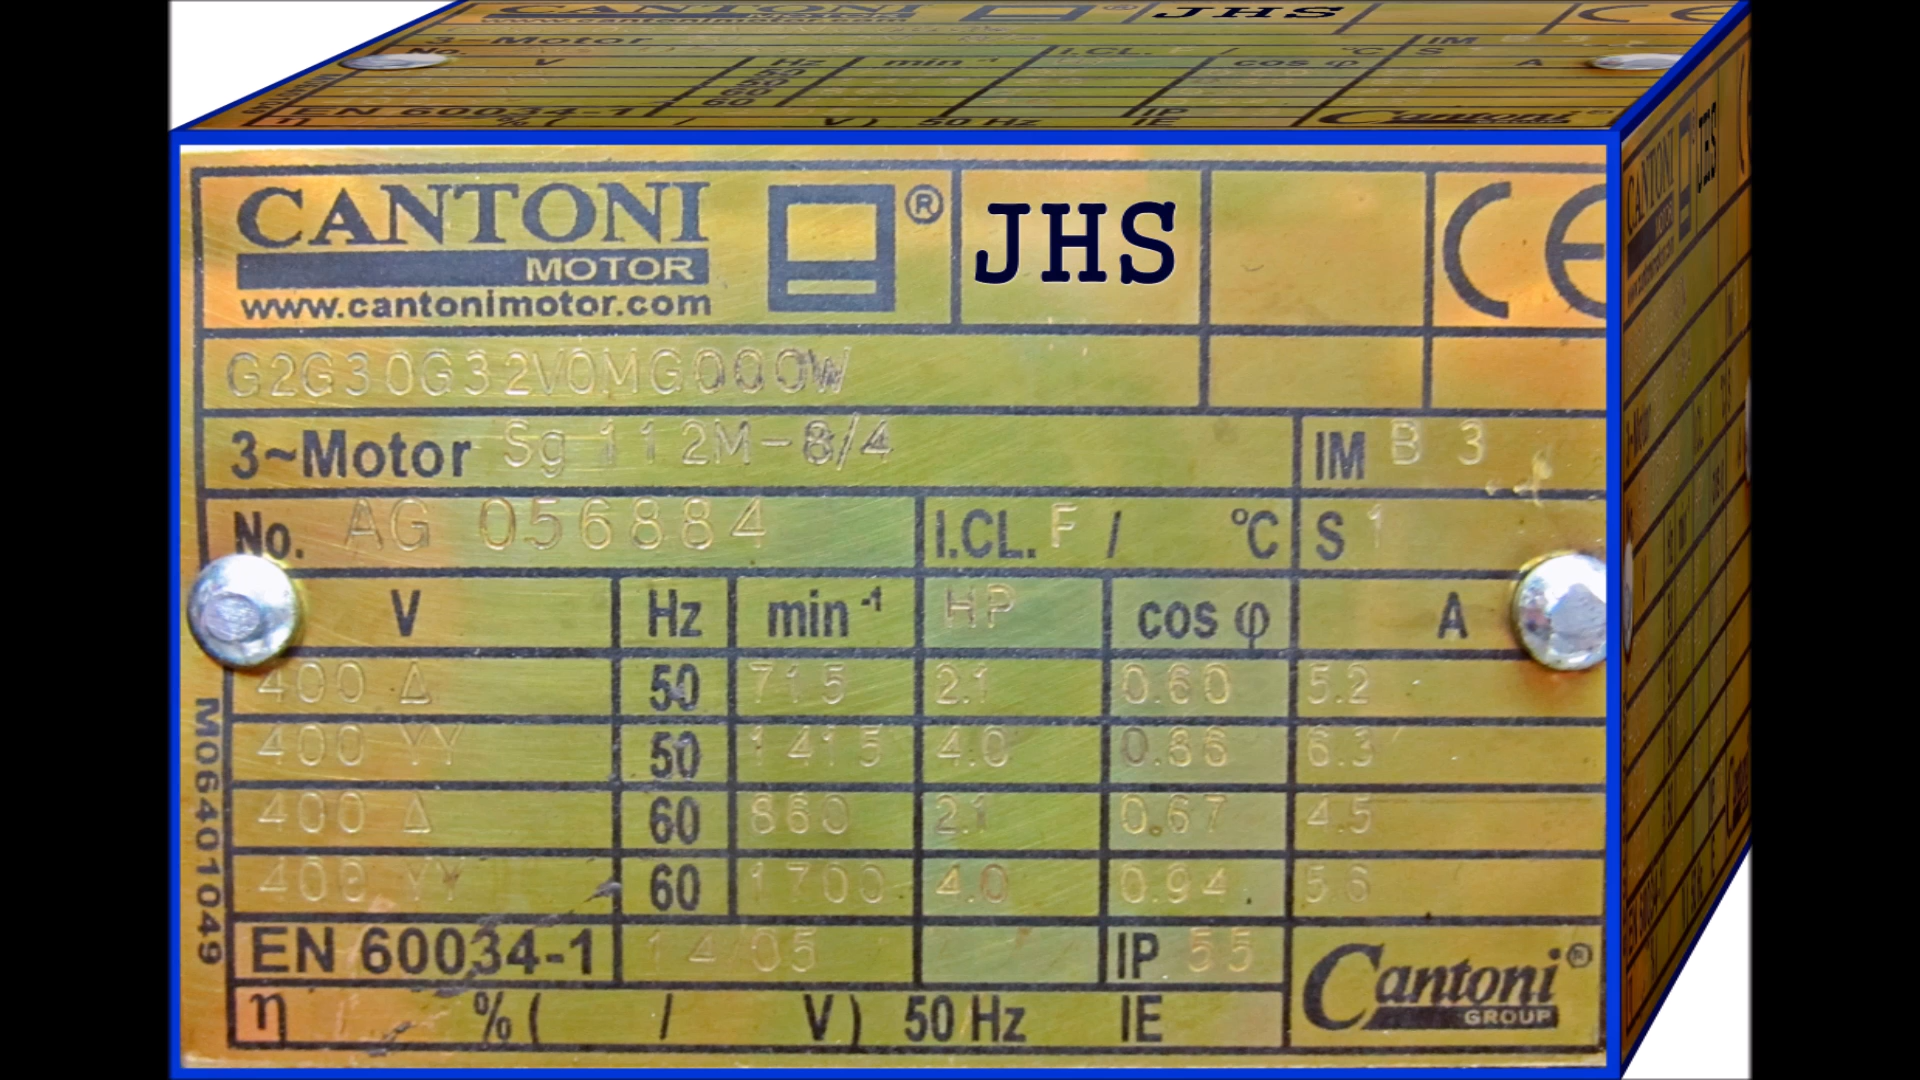 CANTONI ® JHS CE
MOTOR
www.cantonimotor.com
G2G30G32V0MG000W
3~Motor Sg 112M-8/4 IM B 3
No. AG 056884 I.CL. F / °C S 1
V Hz min -1 HP cos φ A
400 Δ 50 715 2.1 0.60 5.2
400 YY 50 1415 4.0 0.86 6.3
400 Δ 60 860 2.1 0.67 4.5
400 YY 60 1700 4.0 0.94 5.6
M06401049
EN 60034-1 14/05 IP 55
η % ( / V) 50 Hz IE
Cantoni ®
GROUP